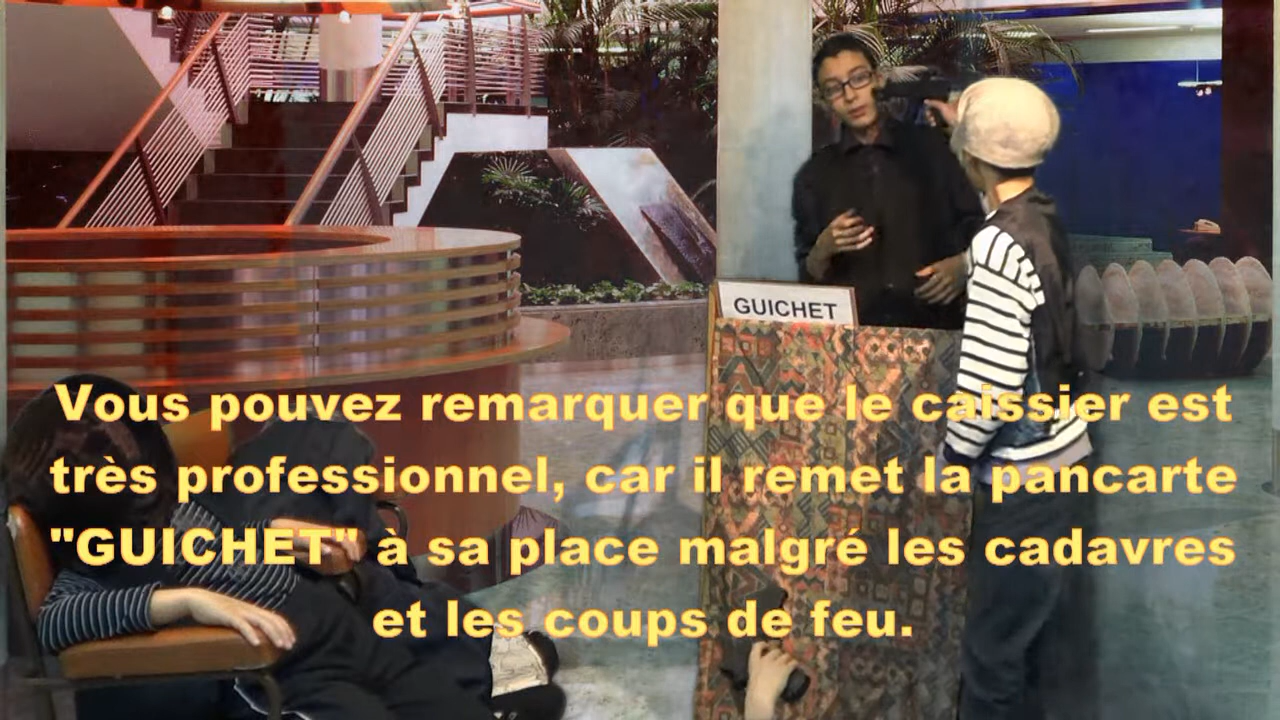 GUICHET
Vous pouvez remarquer que le caissier est
très professionnel, car il remet la pancarte
"GUICHET" à sa place malgré les cadavres
et les coups de feu.